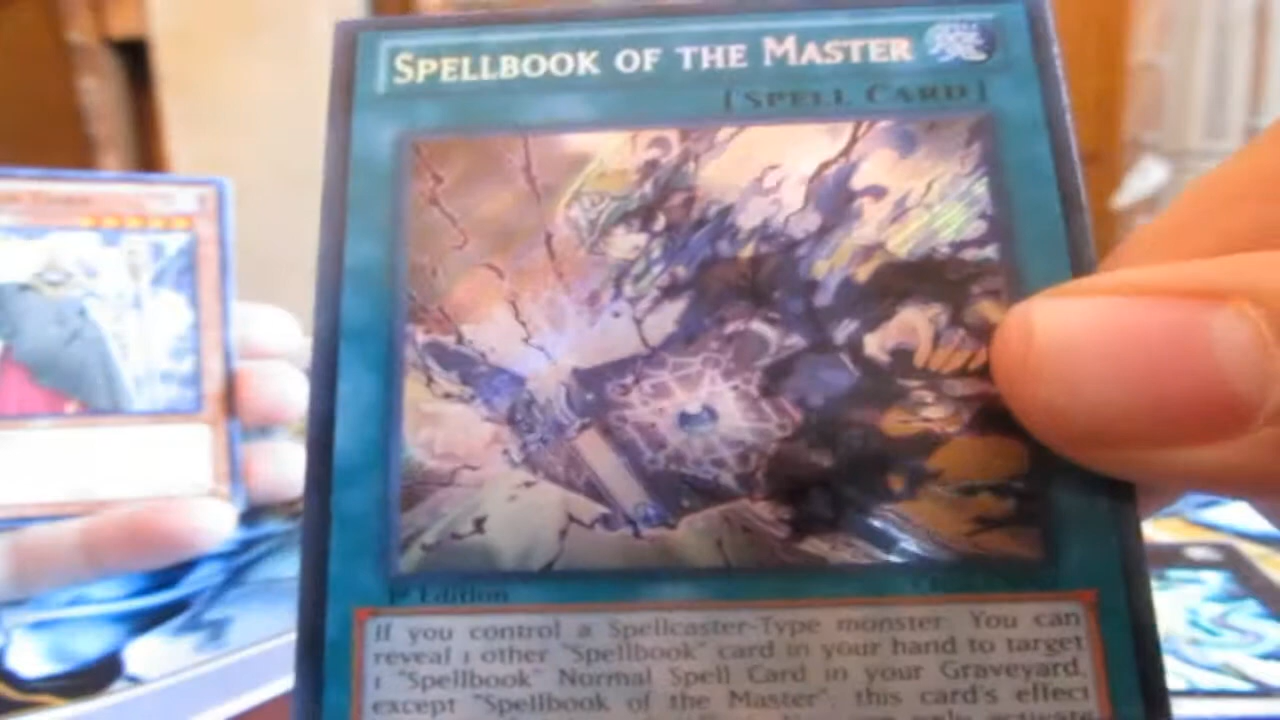 SPELLBOOK OF THE MASTER
[SPELL CARD]
1st Edition
If you control a Spellcaster-Type monster: You can
reveal 1 other "Spellbook" card in your hand to target
1 "Spellbook" Normal Spell Card in your Graveyard,
except "Spellbook of the Master"; this card's effect
only activate